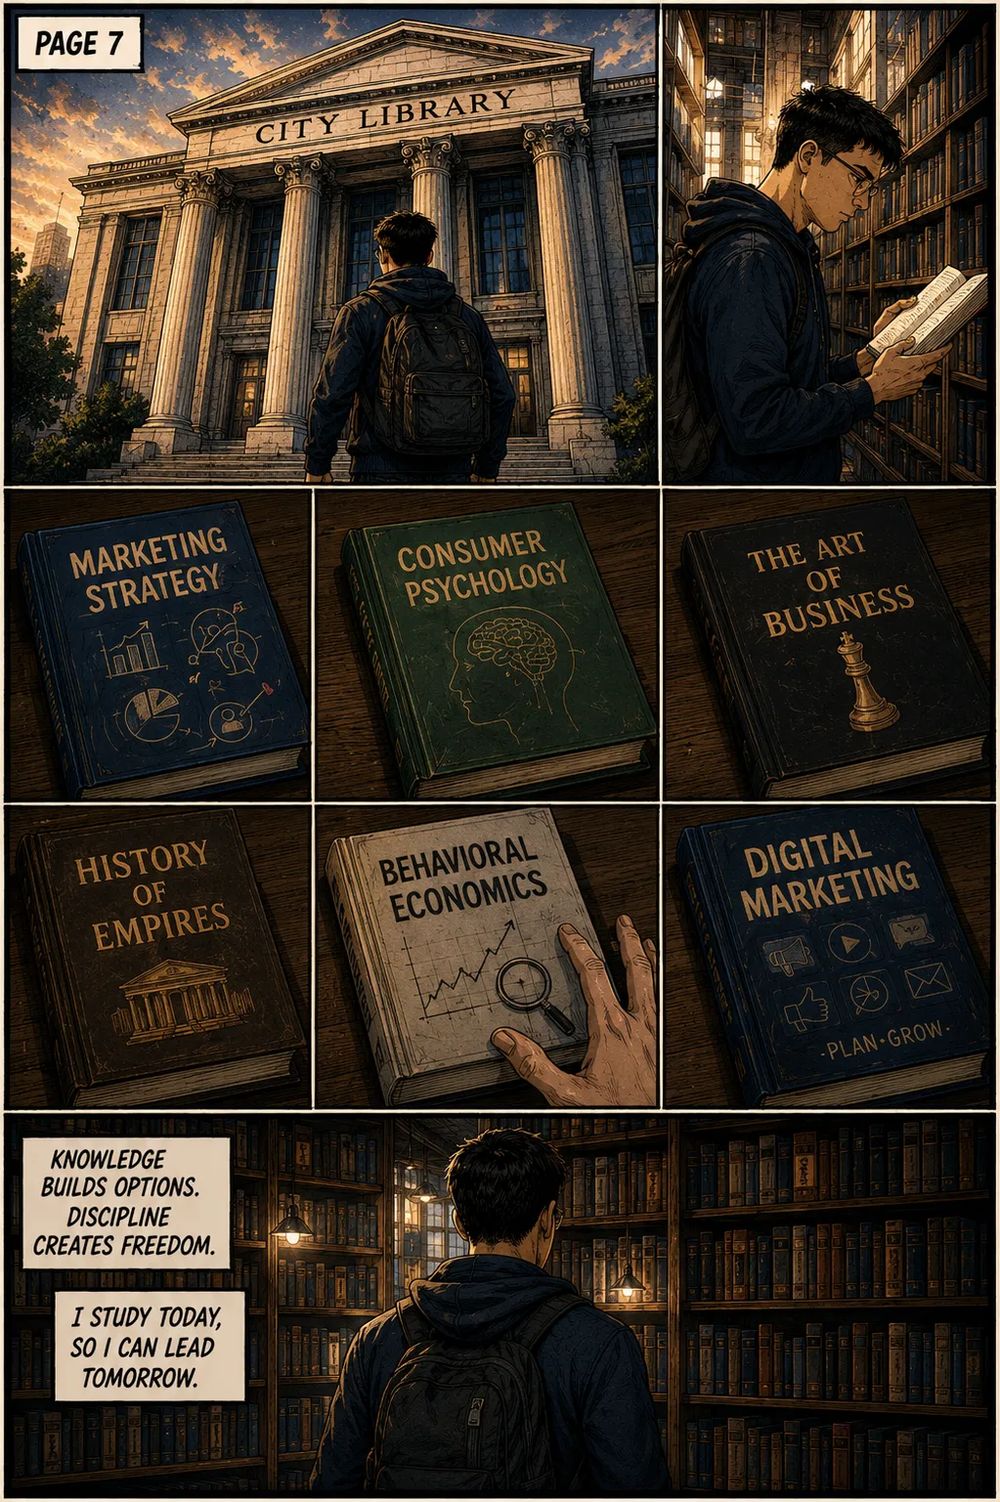 PAGE 7
CITY LIBRARY
MARKETING
STRATEGY
CONSUMER
PSYCHOLOGY
THE ART
OF
BUSINESS
HISTORY
OF
EMPIRES
BEHAVIORAL
ECONOMICS
DIGITAL
MARKETING
·PLAN·GROW·
KNOWLEDGE
BUILDS OPTIONS.
DISCIPLINE
CREATES FREEDOM.
I STUDY TODAY,
SO I CAN LEAD
TOMORROW.